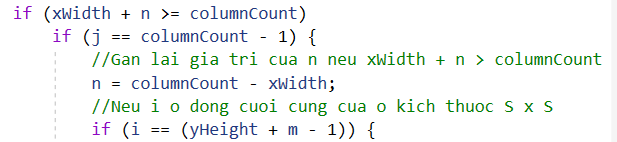 if (xWidth + n >= columnCount)
if (j == columnCount - 1) {
//Gan lai gia tri cua n neu xWidth + n > columnCount
n = columnCount - xWidth;
//Neu i o dong cuoi cung cua o kich thuoc S x S
if (i == (yHeight + m - 1)) {